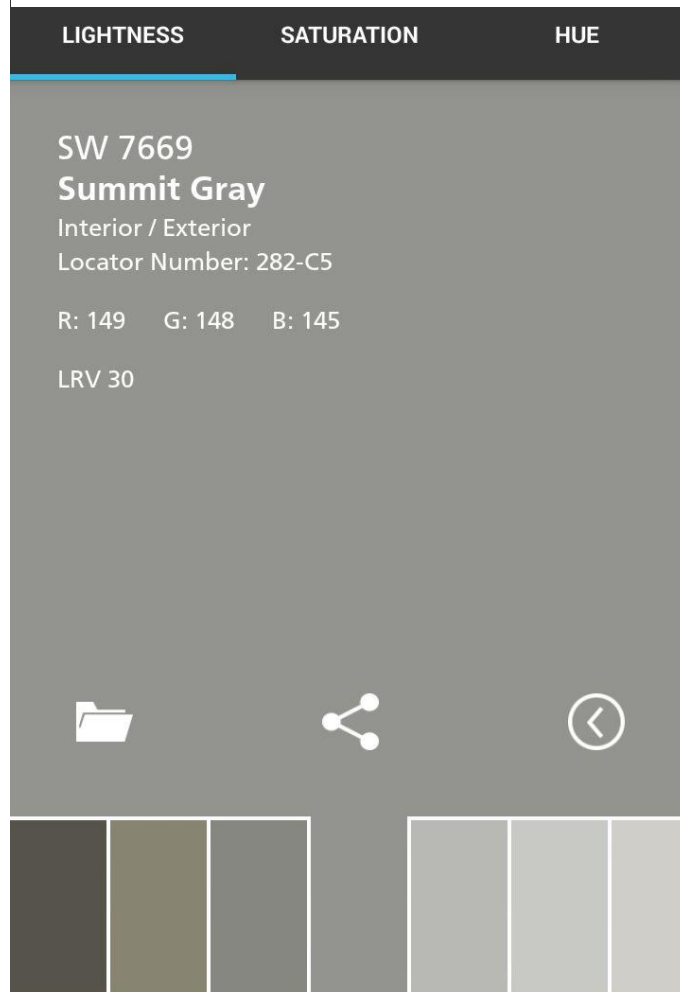 LIGHTNESS SATURATION HUE
SW 7669
Summit Gray
Interior / Exterior
Locator Number: 282-C5
R: 149 G: 148 B: 145
LRV 30